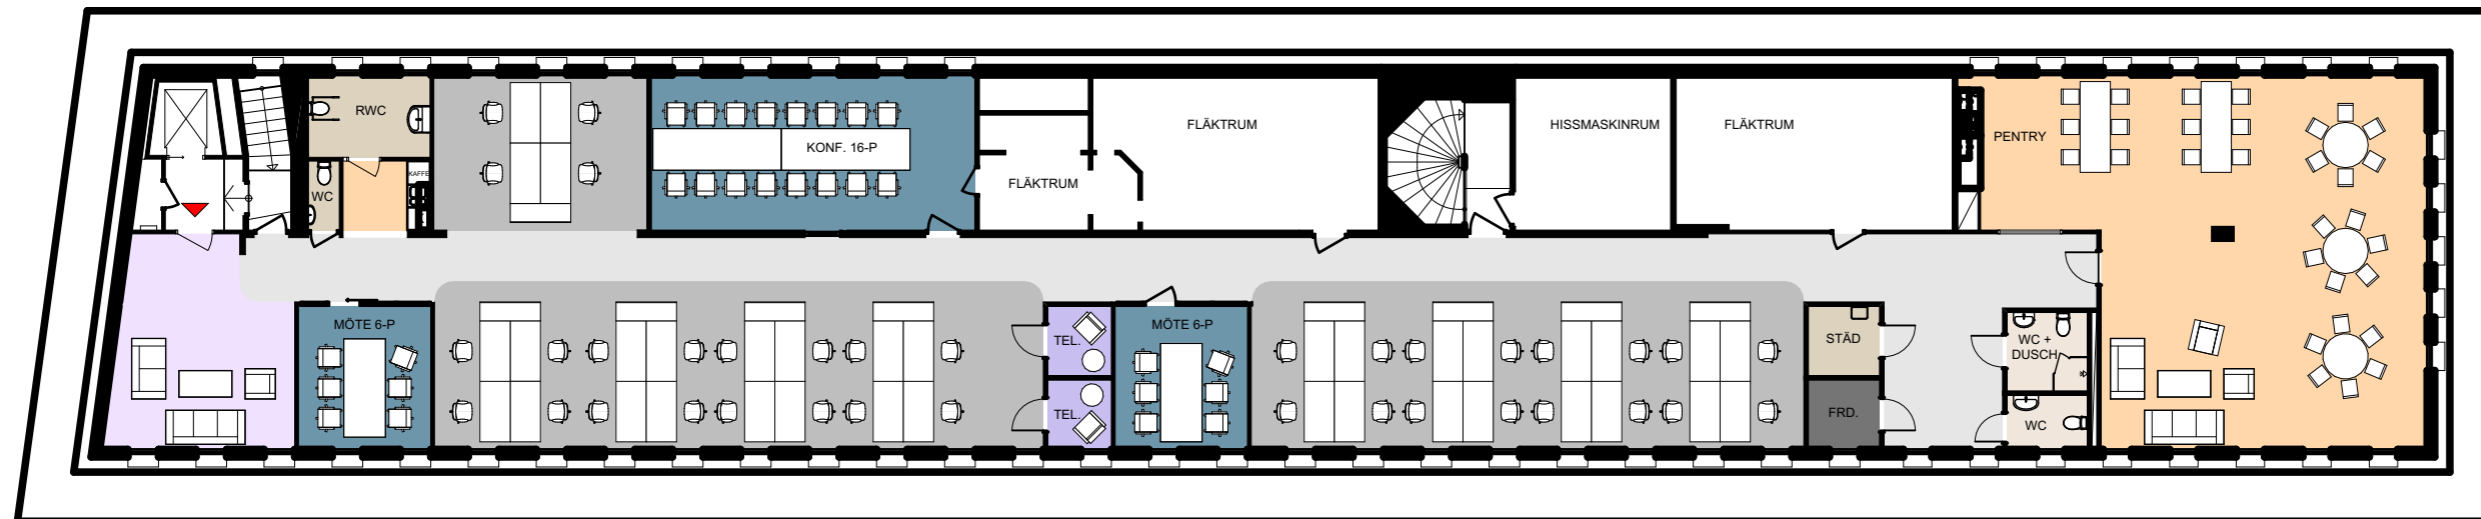 RWC
KAFFE
WC
KONF. 16-P
FLÄKTRUM
FLÄKTRUM
HISSMASKINRUM
FLÄKTRUM
PENTRY
MÖTE 6-P
TEL.
TEL.
MÖTE 6-P
STÄD
FRD.
WC +
DUSCH
WC